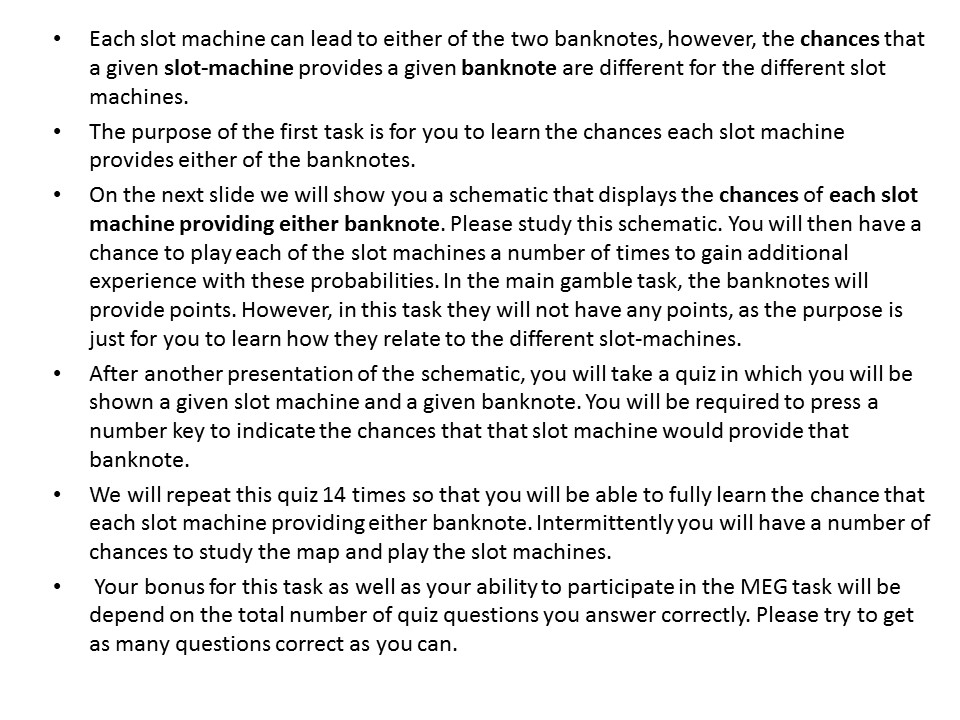 • Each slot machine can lead to either of the two banknotes, however, the chances that
a given slot-machine provides a given banknote are different for the different slot
machines.
• The purpose of the first task is for you to learn the chances each slot machine
provides either of the banknotes.
• On the next slide we will show you a schematic that displays the chances of each slot
machine providing either banknote. Please study this schematic. You will then have a
chance to play each of the slot machines a number of times to gain additional
experience with these probabilities. In the main gamble task, the banknotes will
provide points. However, in this task they will not have any points, as the purpose is
just for you to learn how they relate to the different slot-machines.
• After another presentation of the schematic, you will take a quiz in which you will be
shown a given slot machine and a given banknote. You will be required to press a
number key to indicate the chances that that slot machine would provide that
banknote.
• We will repeat this quiz 14 times so that you will be able to fully learn the chance that
each slot machine providing either banknote. Intermittently you will have a number of
chances to study the map and play the slot machines.
• Your bonus for this task as well as your ability to participate in the MEG task will be
depend on the total number of quiz questions you answer correctly. Please try to get
as many questions correct as you can.